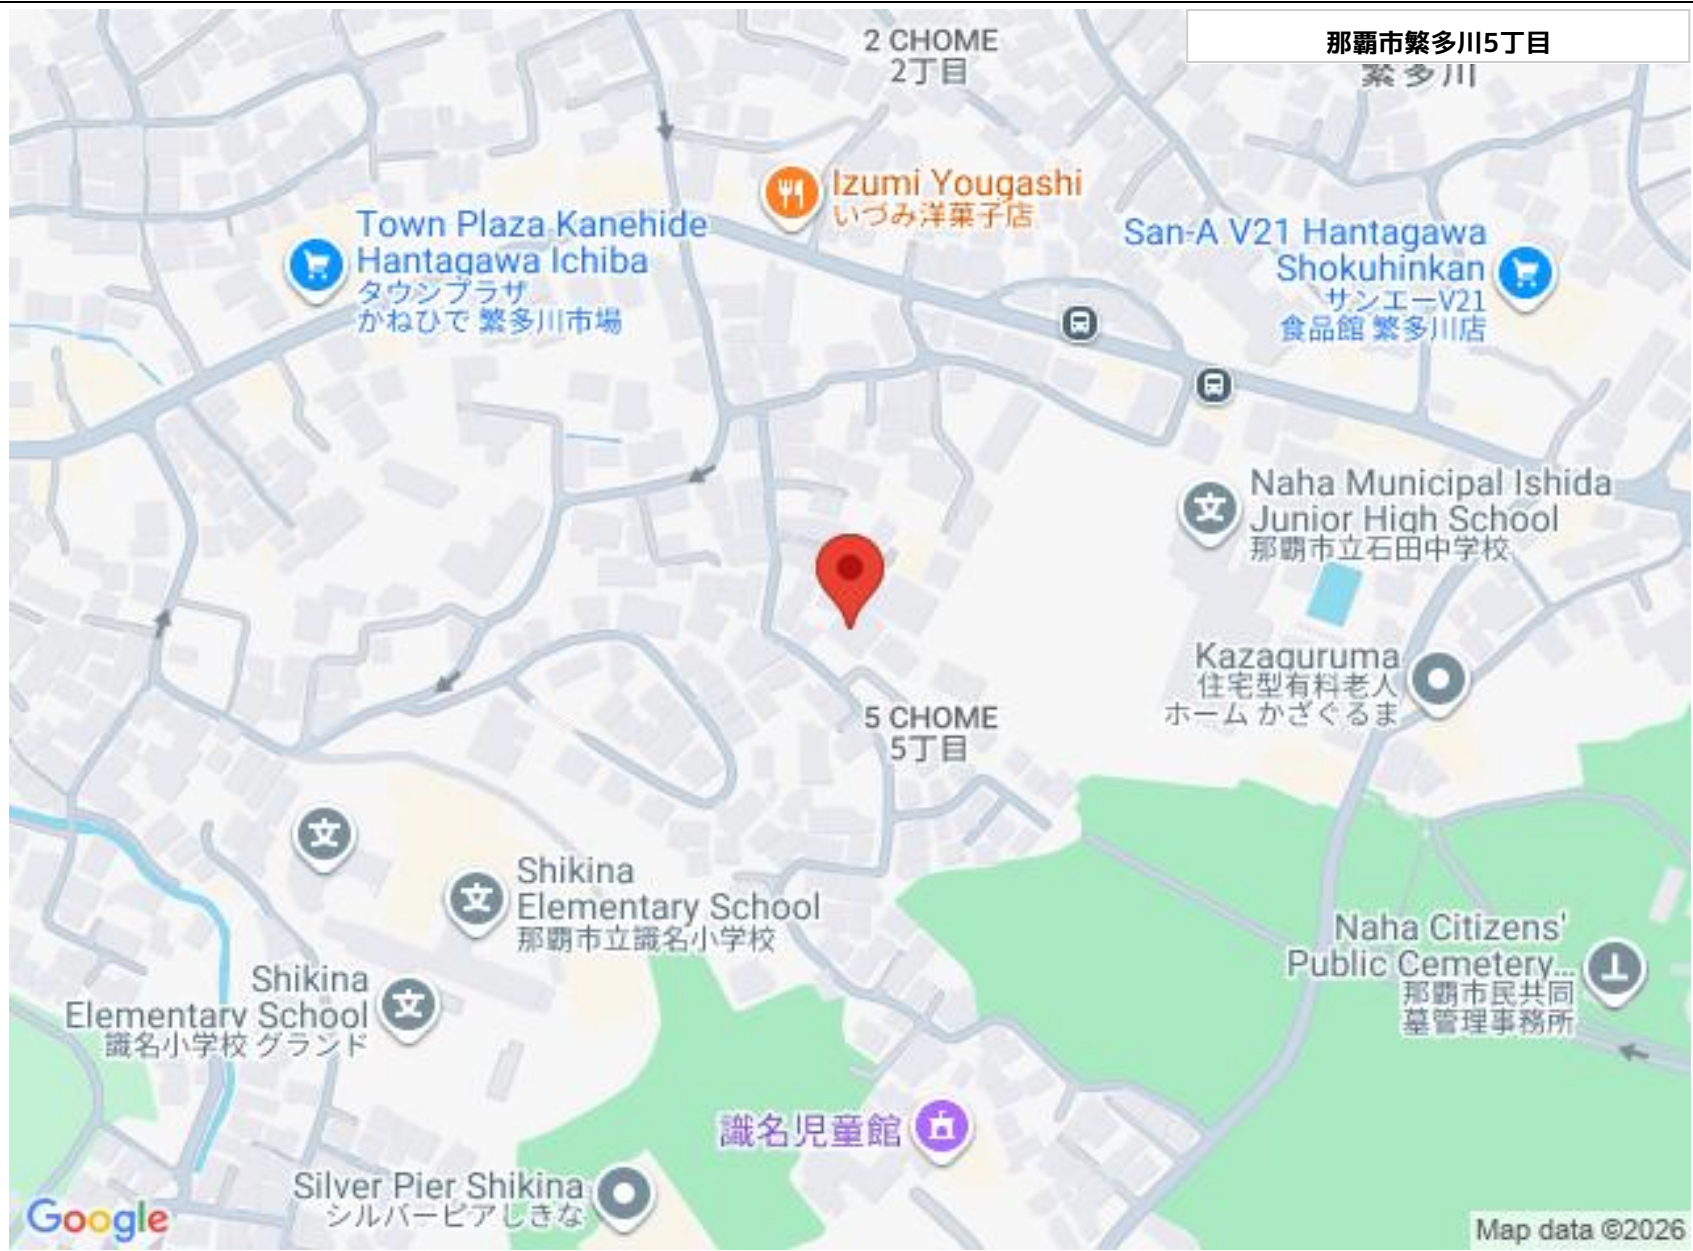 那覇市繁多川5丁目
2 CHOME
2丁目
繁多川
Izumi Yougashi
いづみ洋菓子店
Town Plaza Kanehide
Hantagawa Ichiba
タウンプラザ
かねひで 繁多川市場
San-A V21 Hantagawa
Shokuhinkan
サンエーV21
食品館 繁多川店
Naha Municipal Ishida
Junior High School
那覇市立石田中学校
Kazaguruma
住宅型有料老人
ホーム かざぐるま
5 CHOME
5丁目
文
文
Shikina
Elementary School
那覇市立識名小学校
文
Shikina
Elementary School
識名小学校 グランド
文
Naha Citizens'
Public Cemetery...
那覇市民共同
墓管理事務所
識名児童館
Silver Pier Shikina
シルバーピアしきな
Google
Map data ©2026